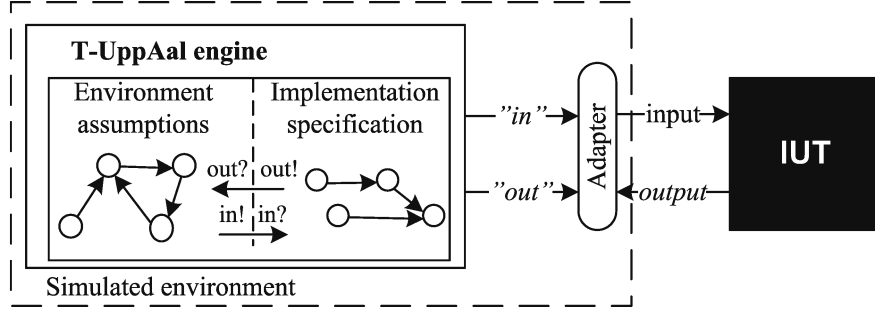 T-UppAal engine
Environment
assumptions
Implementation
specification
out? out!
in! in?
"in"
"out"
Adapter
input
output
IUT
Simulated environment